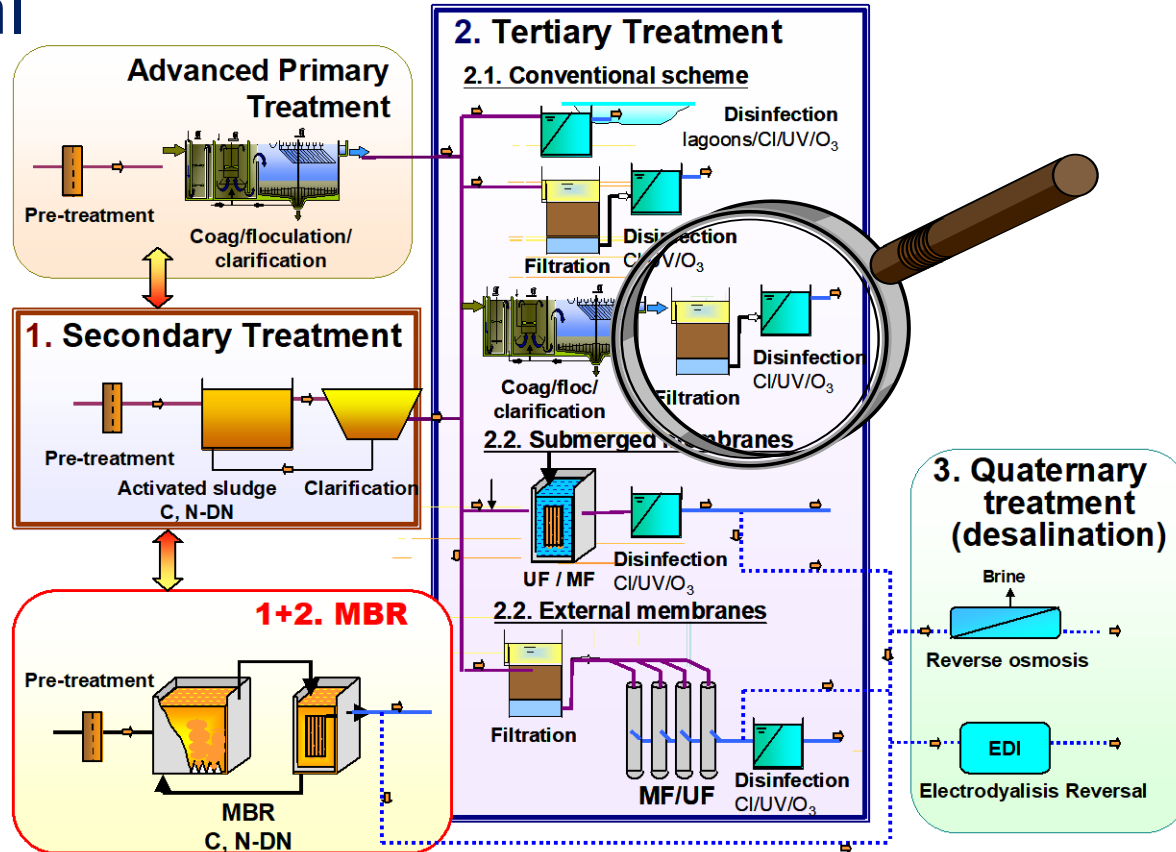 Advanced Primary
Treatment
Pre-treatment
Coag/floculation/
clarification
1. Secondary Treatment
Pre-treatment
Activated sludge
C, N-DN
Clarification
1+2. MBR
Pre-treatment
MBR
C, N-DN
2. Tertiary Treatment
2.1. Conventional scheme
Disinfection
lagoons/Cl/UV/O₃
Filtration
Disinfection
Cl/UV/O₃
Coag/floc/
clarification
Filtration
Disinfection
Cl/UV/O₃
2.2. Submerged membranes
UF / MF
Disinfection
Cl/UV/O₃
2.2. External membranes
Filtration
MF/UF
Disinfection
Cl/UV/O₃
3. Quaternary
treatment
(desalination)
Brine
Reverse osmosis
EDI
Electrodyalisis Reversal